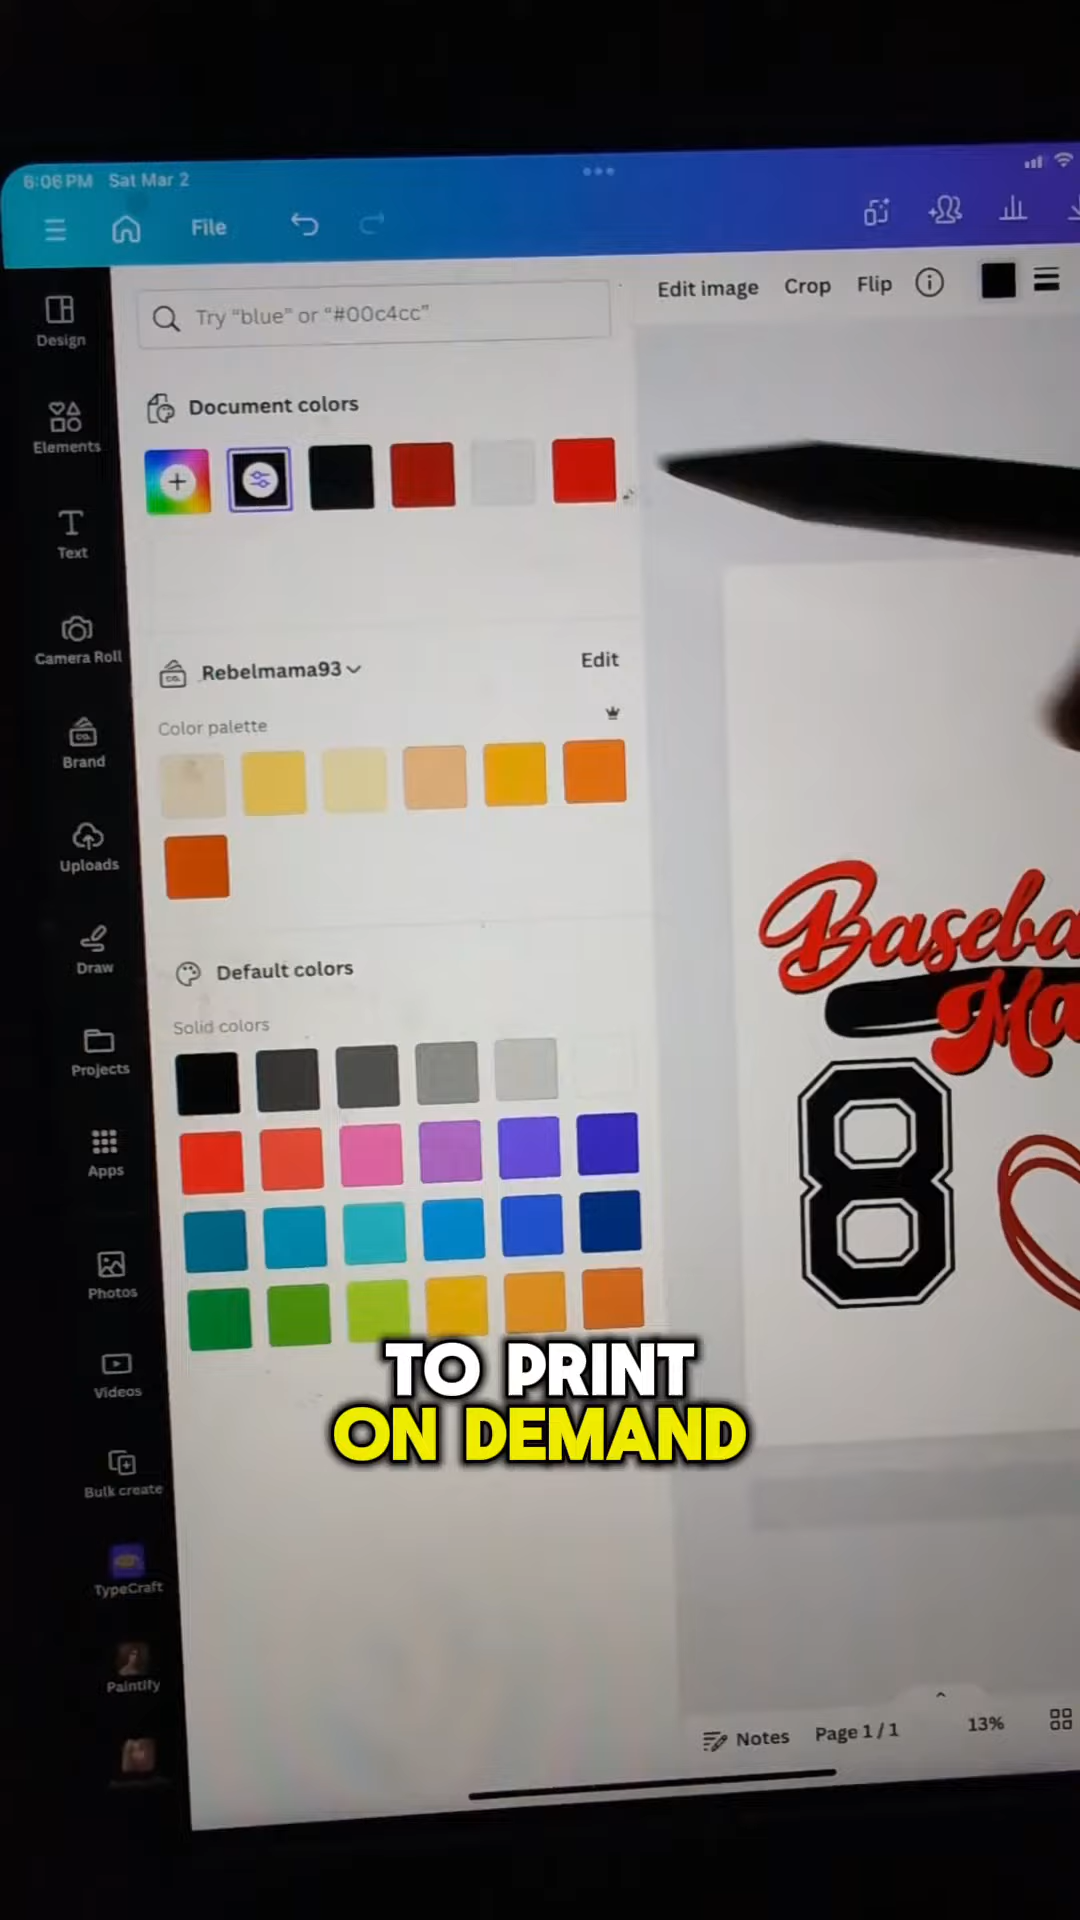 6:06 PM Sat Mar 2
File
Edit image Crop Flip
Try “blue” or “#00c4cc”
Design
Document colors
Elements
Text
Camera Roll
Rebelmama93
Edit
Color palette
Brand
Uploads
Draw
Default colors
Solid colors
Projects
Apps
Photos
Videos
Bulk create
TypeCraft
Paintify
Baseba
Ma
8
TO PRINT
ON DEMAND
Notes Page 1 / 1 13%